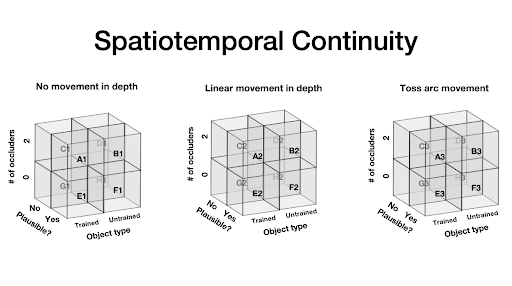 Spatiotemporal Continuity
No movement in depth
Linear movement in depth
Toss arc movement
# of occluders
2
0
C1
D1
A1
B1
G1
H1
E1
F1
No
Yes
Plausible?
Trained
Untrained
Object type
# of occluders
2
0
C2
D2
A2
B2
G2
H2
E2
F2
No
Yes
Plausible?
Trained
Untrained
Object type
# of occluders
2
0
C3
D3
A3
B3
G3
H3
E3
F3
No
Yes
Plausible?
Trained
Untrained
Object type